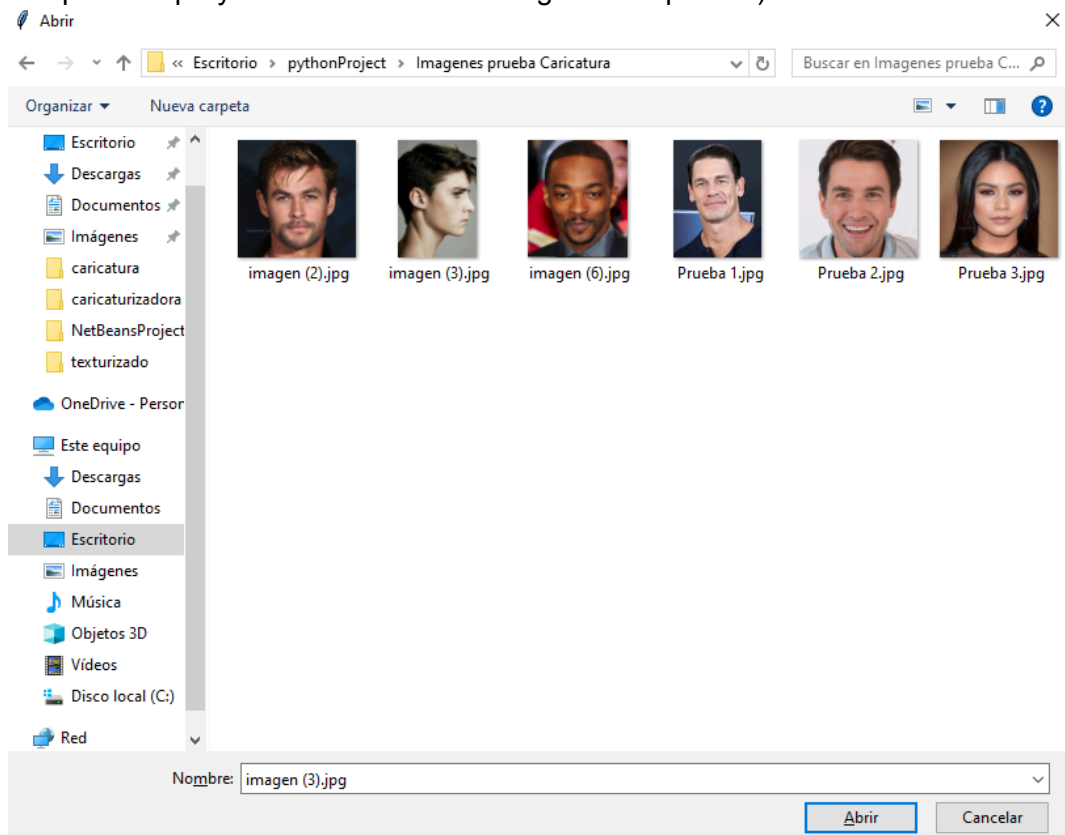 Abrir
« Escritorio › pythonProject › Imagenes prueba Caricatura
Buscar en Imagenes prueba C...
Organizar
Nueva carpeta
Escritorio
Descargas
Documentos
Imágenes
caricatura
caricaturizadora
NetBeansProject
texturizado
OneDrive - Person
Este equipo
Descargas
Documentos
Escritorio
Imágenes
Música
Objetos 3D
Vídeos
Disco local (C:)
Red
imagen (2).jpg
imagen (3).jpg
imagen (6).jpg
Prueba 1.jpg
Prueba 2.jpg
Prueba 3.jpg
Nombre: imagen (3).jpg
Abrir
Cancelar